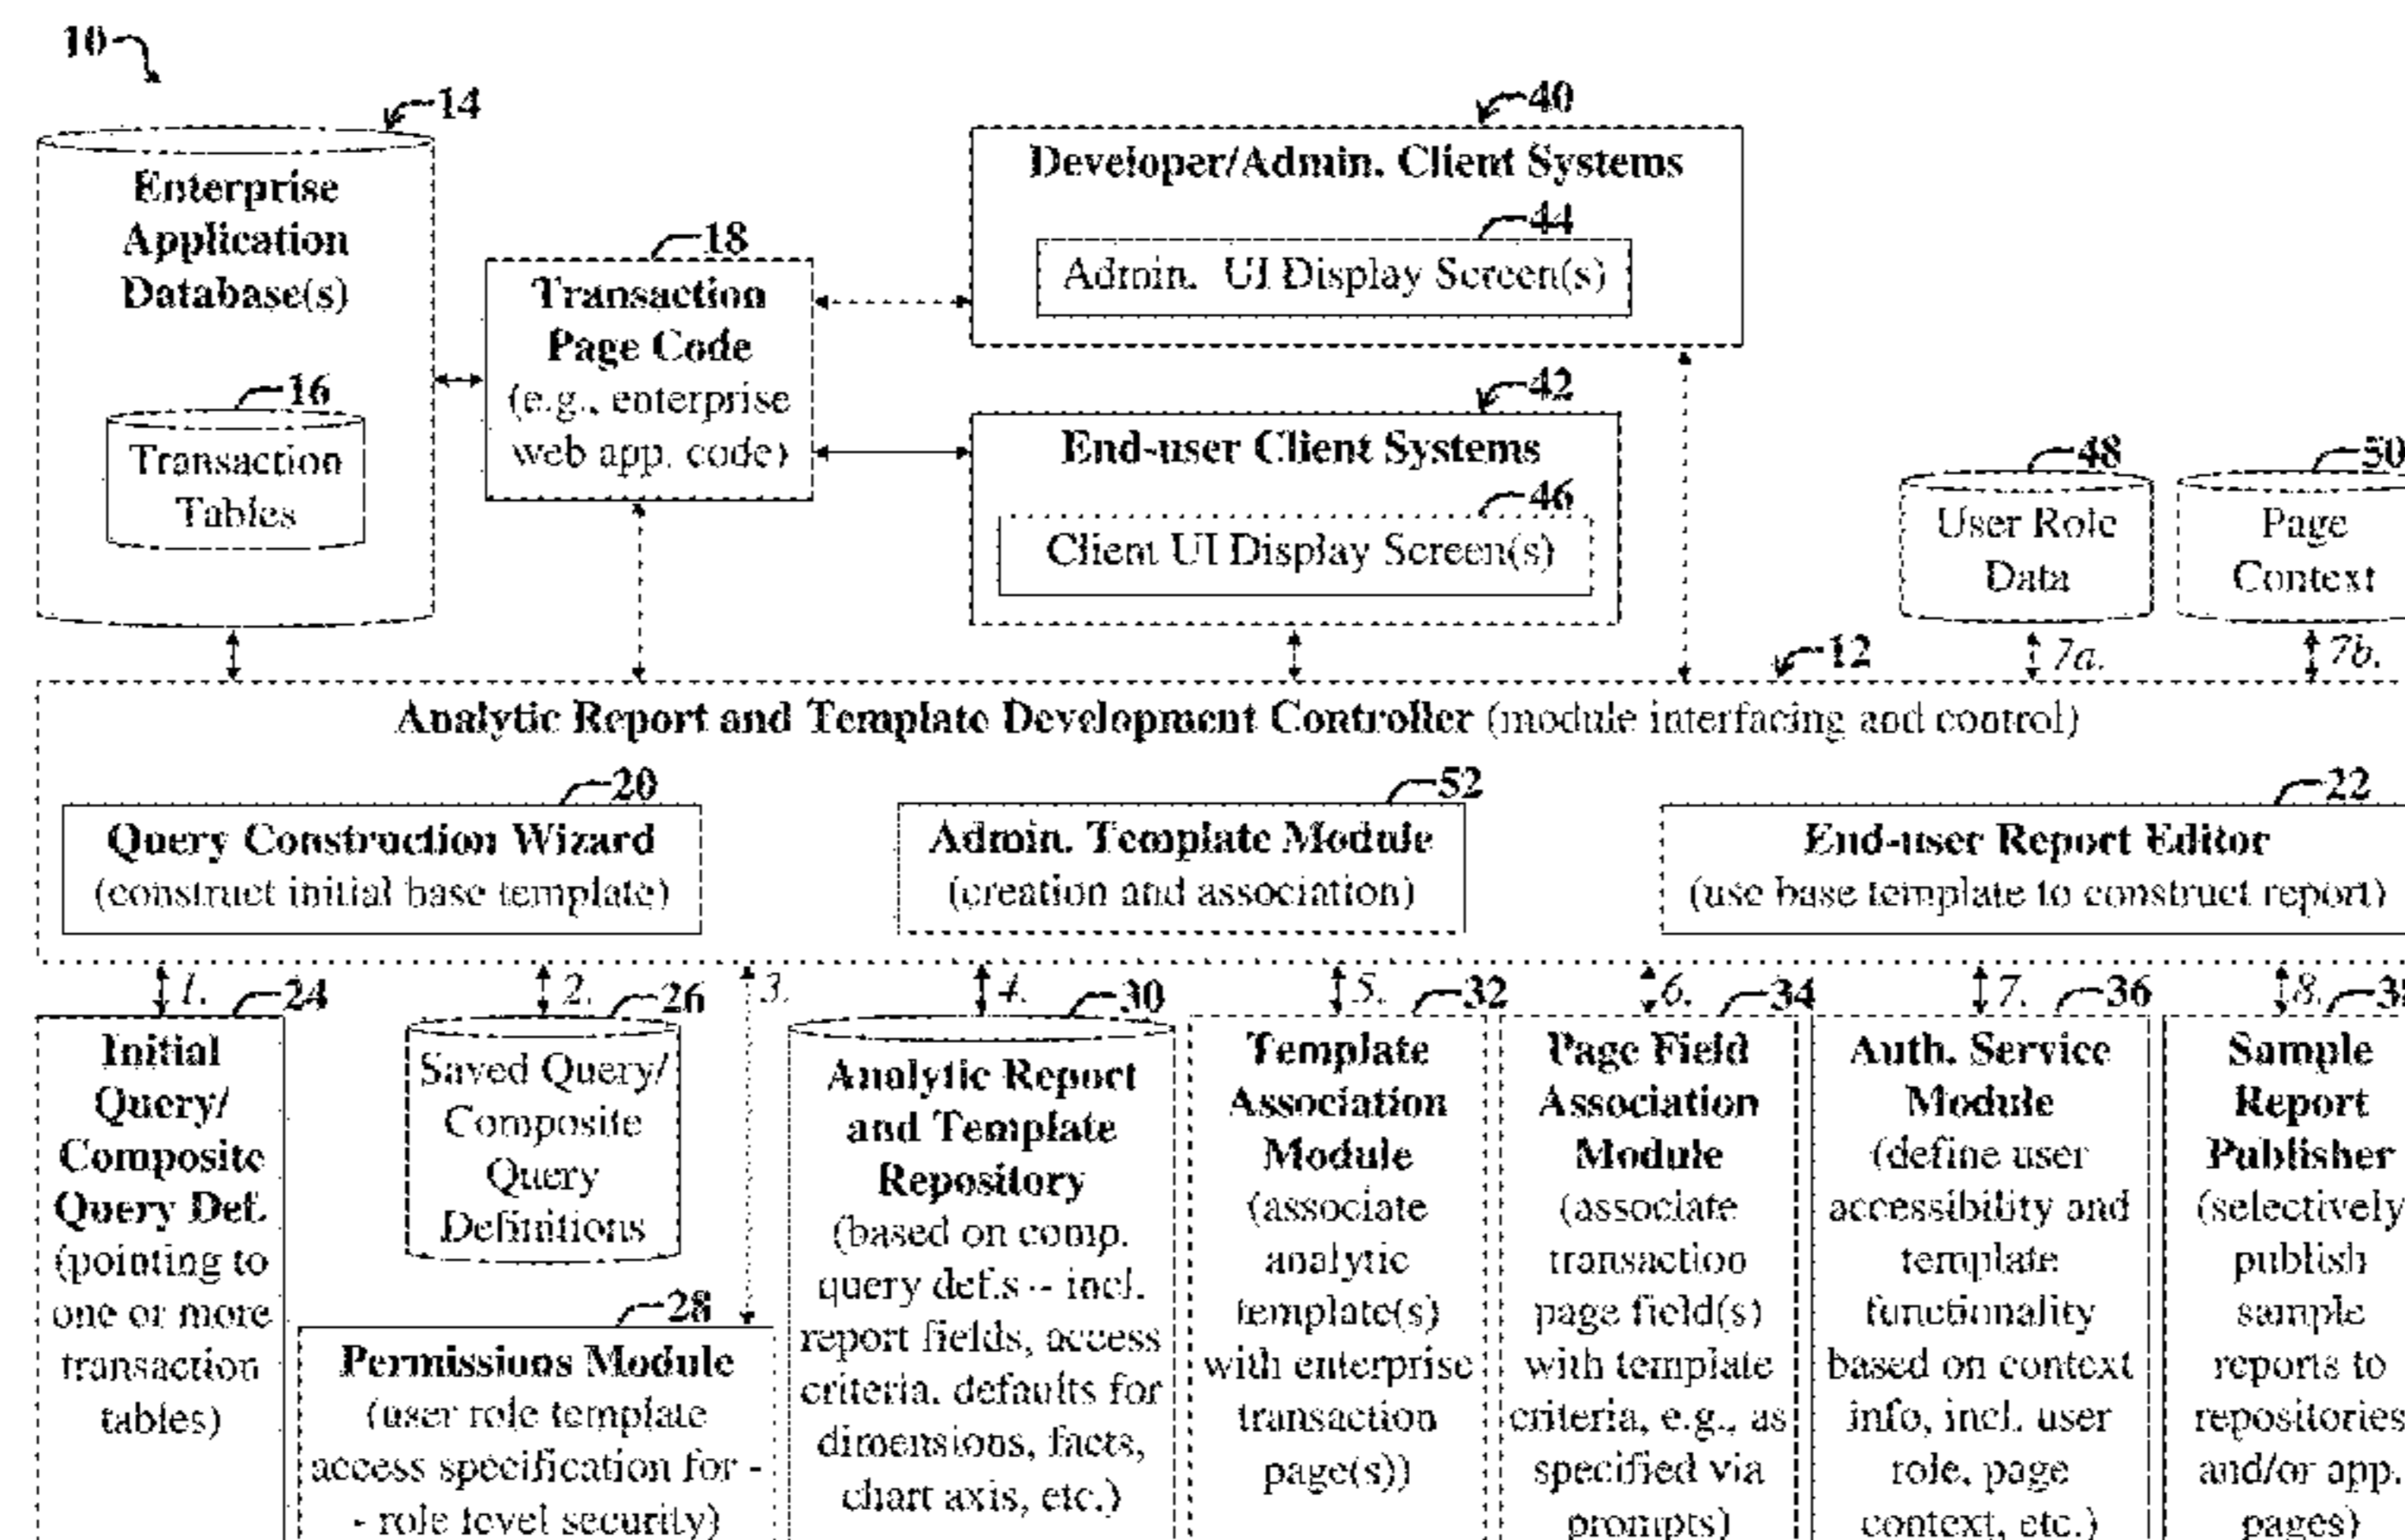 10
14
Enterprise
Application
Database(s)
16
Transaction
Tables
18
Transaction
Page Code
(e.g., enterprise
web app. code)
40
Developer/Admin. Client Systems
44
Admin. UI Display Screen(s)
42
End-user Client Systems
46
Client UI Display Screen(s)
48
User Role
Data
50
Page
Context
7a.
7b.
12
Analytic Report and Template Development Controller (module interfacing and control)
20
Query Construction Wizard
(construct initial base template)
52
Admin. Template Module
(creation and association)
22
End-user Report Editor
(use base template to construct report)
1.
24
Initial
Query/
Composite
Query Def.
(pointing to
one or more
transaction
tables)
2.
26
Saved Query/
Composite
Query
Definitions
3.
28
Permissions Module
(user role template
access specification for -
- role level security)
4.
30
Analytic Report
and Template
Repository
(based on comp.
query def.s -- incl.
report fields, access
criteria, defaults for
dimensions, facts,
chart axis, etc.)
5.
32
Template
Association
Module
(associate
analytic
template(s)
with enterprise
transaction
page(s))
6.
34
Page Field
Association
Module
(associate
transaction
page field(s)
with template
criteria, e.g., as
specified via
prompts)
7.
36
Auth. Service
Module
(define user
accessibility and
template
functionality
based on context
info, incl. user
role, page
context, etc.)
8.
Sample
Report
Publisher
(selectively
publish
sample
reports to
repositories
and/or app.
pages)